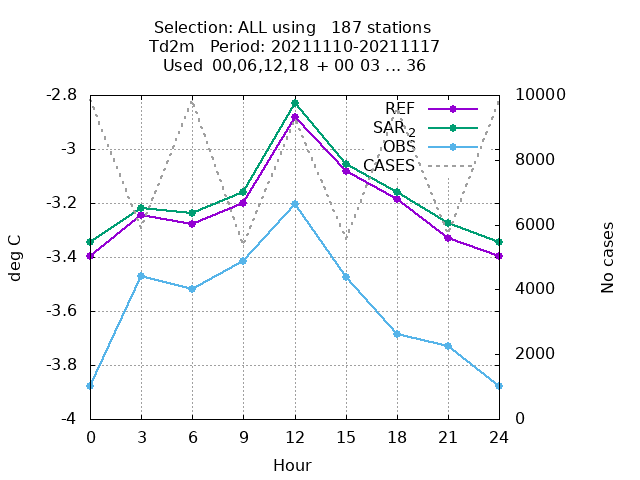 Selection: ALL using   187 stations
Td2m   Period: 20211110-20211117
Used  00,06,12,18  + 00 03 ... 36
-2.8
-3
-3.2
-3.4
-3.6
-3.8
-4
10000
8000
6000
4000
2000
0
REF
SAR₂
OBS
CASES
deg C
No cases
0 3 6 9 12 15 18 21 24
Hour